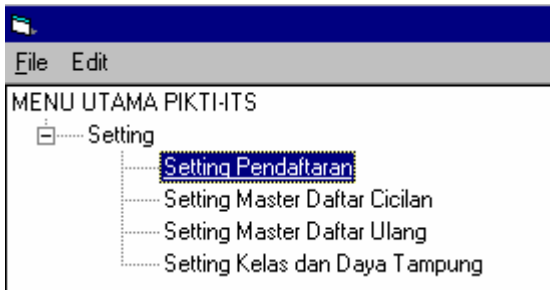 File Edit
MENU UTAMA PIKTI-ITS
Setting
Setting Pendaftaran
Setting Master Daftar Cicilan
Setting Master Daftar Ulang
Setting Kelas dan Daya Tampung